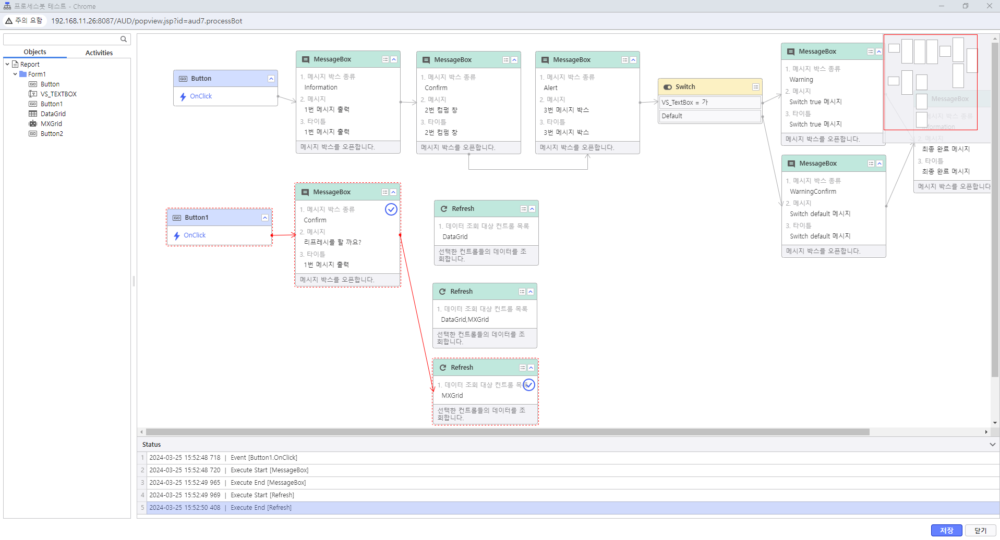 프로세스봇 테스트 - Chrome
주의 요함
192.168.11.26:8087/AUD/popview.jsp?id=aud7.processBot
Objects
Activities
Report
Form1
Button
VS_TEXTBOX
Button1
DataGrid
MXGrid
Button2
Button
OnClick
MessageBox
1. 메시지 박스 종류
Information
2. 메시지
1번 메시지 출력
3. 타이틀
1번 메시지 출력
메시지 박스를 오픈합니다.
MessageBox
1. 메시지 박스 종류
Confirm
2. 메시지
2번 컴펌 창
3. 타이틀
2번 컴펌 창
메시지 박스를 오픈합니다.
MessageBox
1. 메시지 박스 종류
Alert
2. 메시지
3번 메시지 박스
3. 타이틀
3번 메시지 박스
메시지 박스를 오픈합니다.
Switch
VS_TextBox = 가
Default
MessageBox
1. 메시지 박스 종류
Warning
2. 메시지
Switch true 메시지
3. 타이틀
Switch true 메시지
메시지 박스를 오픈합니다.
MessageBox
1. 메시지 박스 종류
Information
2. 메시지
최종 완료 메시지
3. 타이틀
최종 완료 메시지
메시지 박스를 오픈합니다
MessageBox
1. 메시지 박스 종류
WarningConfirm
2. 메시지
Switch default 메시지
3. 타이틀
Switch default 메시지
메시지 박스를 오픈합니다.
Button1
OnClick
MessageBox
1. 메시지 박스 종류
Confirm
2. 메시지
리프레시를 할 까요?
3. 타이틀
1번 메시지 출력
메시지 박스를 오픈합니다.
Refresh
1. 데이터 조회 대상 컨트롤 목록
DataGrid
선택한 컨트롤들의 데이터를 조
회합니다.
Refresh
1. 데이터 조회 대상 컨트롤 목록
DataGrid,MXGrid
선택한 컨트롤들의 데이터를 조
회합니다.
Refresh
1. 데이터 조회 대상 컨트롤 목록
MXGrid
선택한 컨트롤들의 데이터를 조
회합니다.
Status
1 2024-03-25 15:52:48 718 | Event [Button1.OnClick]
2 2024-03-25 15:52:48 720 | Execute Start [MessageBox]
3 2024-03-25 15:52:49 965 | Execute End [MessageBox]
4 2024-03-25 15:52:49 969 | Execute Start [Refresh]
5 2024-03-25 15:52:50 408 | Execute End [Refresh]
저장
닫기